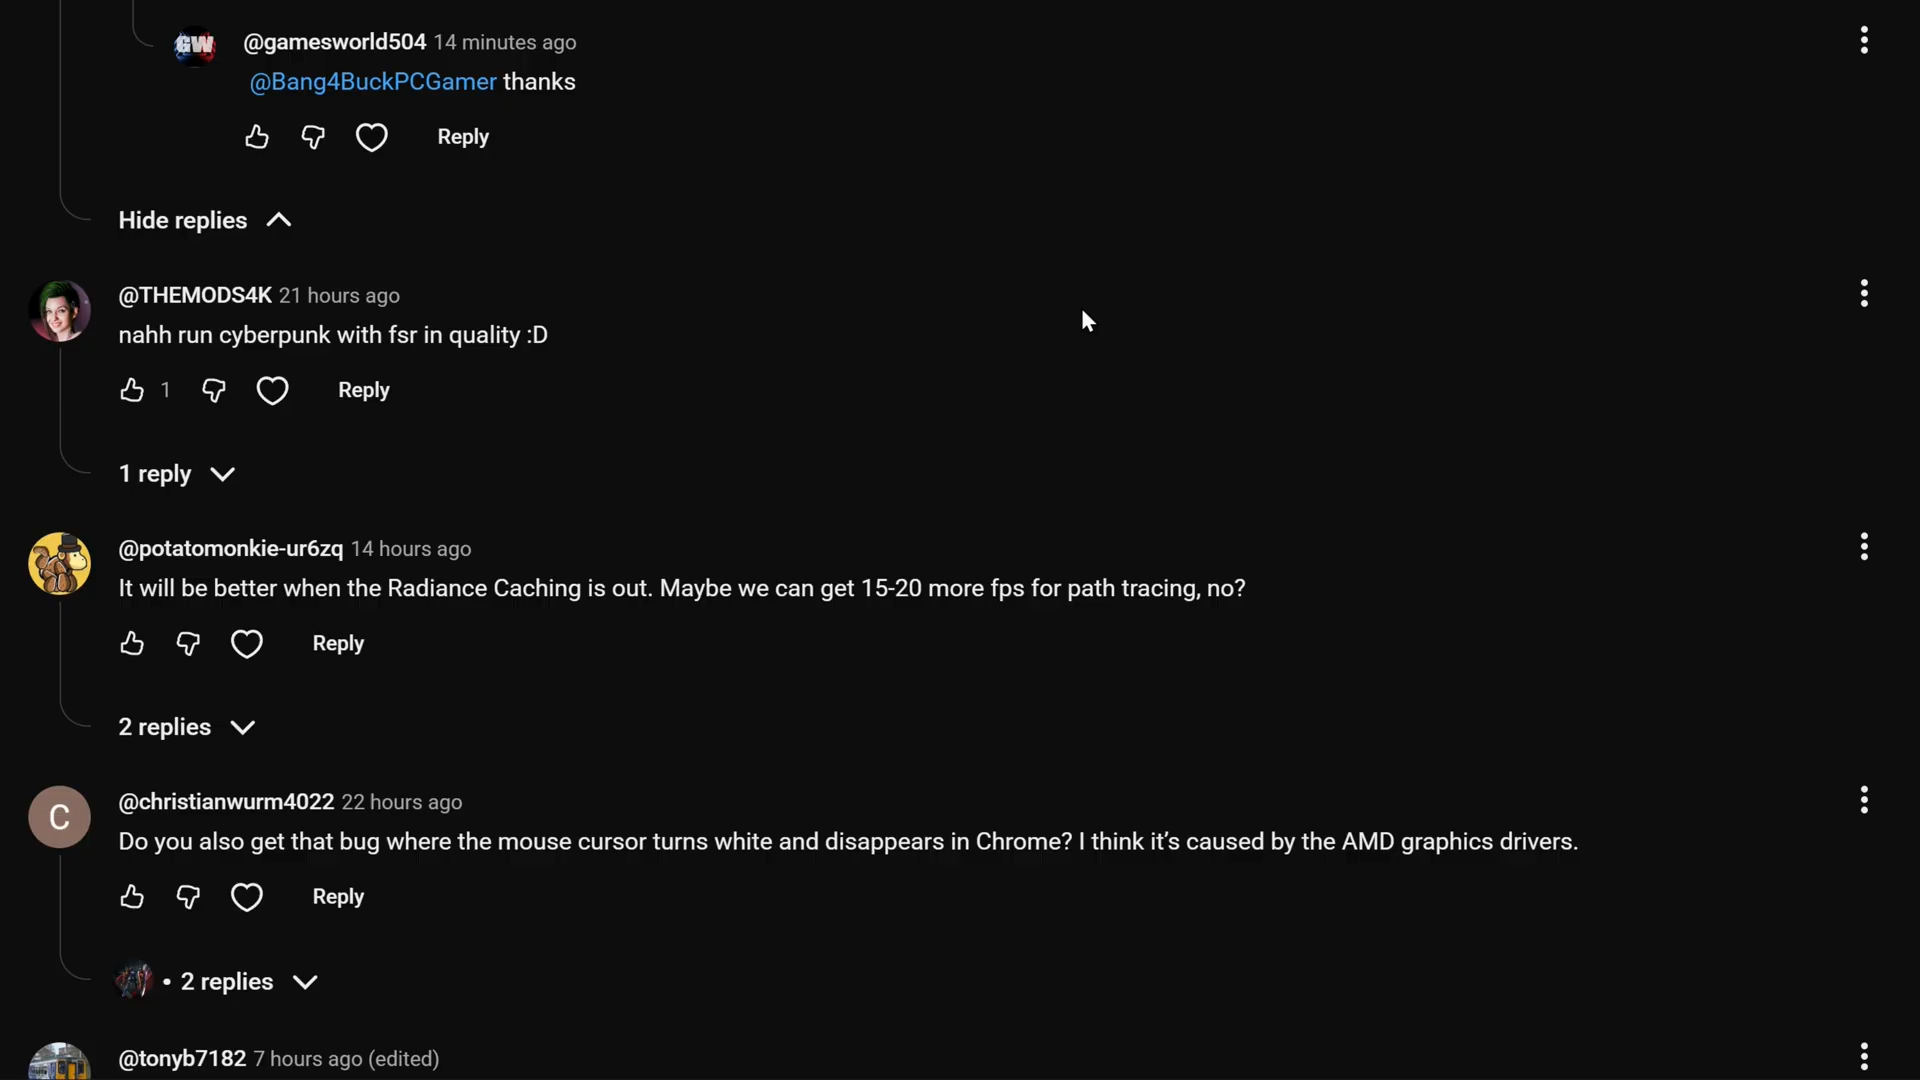 GW
@gamesworld504 14 minutes ago
@Bang4BuckPCGamer thanks
Reply
Hide replies
@THEMODS4K 21 hours ago
nahh run cyberpunk with fsr in quality :D
1
Reply
1 reply
@potatomonkie-ur6zq 14 hours ago
It will be better when the Radiance Caching is out. Maybe we can get 15-20 more fps for path tracing, no?
Reply
2 replies
C
@christianwurm4022 22 hours ago
Do you also get that bug where the mouse cursor turns white and disappears in Chrome? I think it’s caused by the AMD graphics drivers.
Reply
• 2 replies
@tonyb7182 7 hours ago (edited)